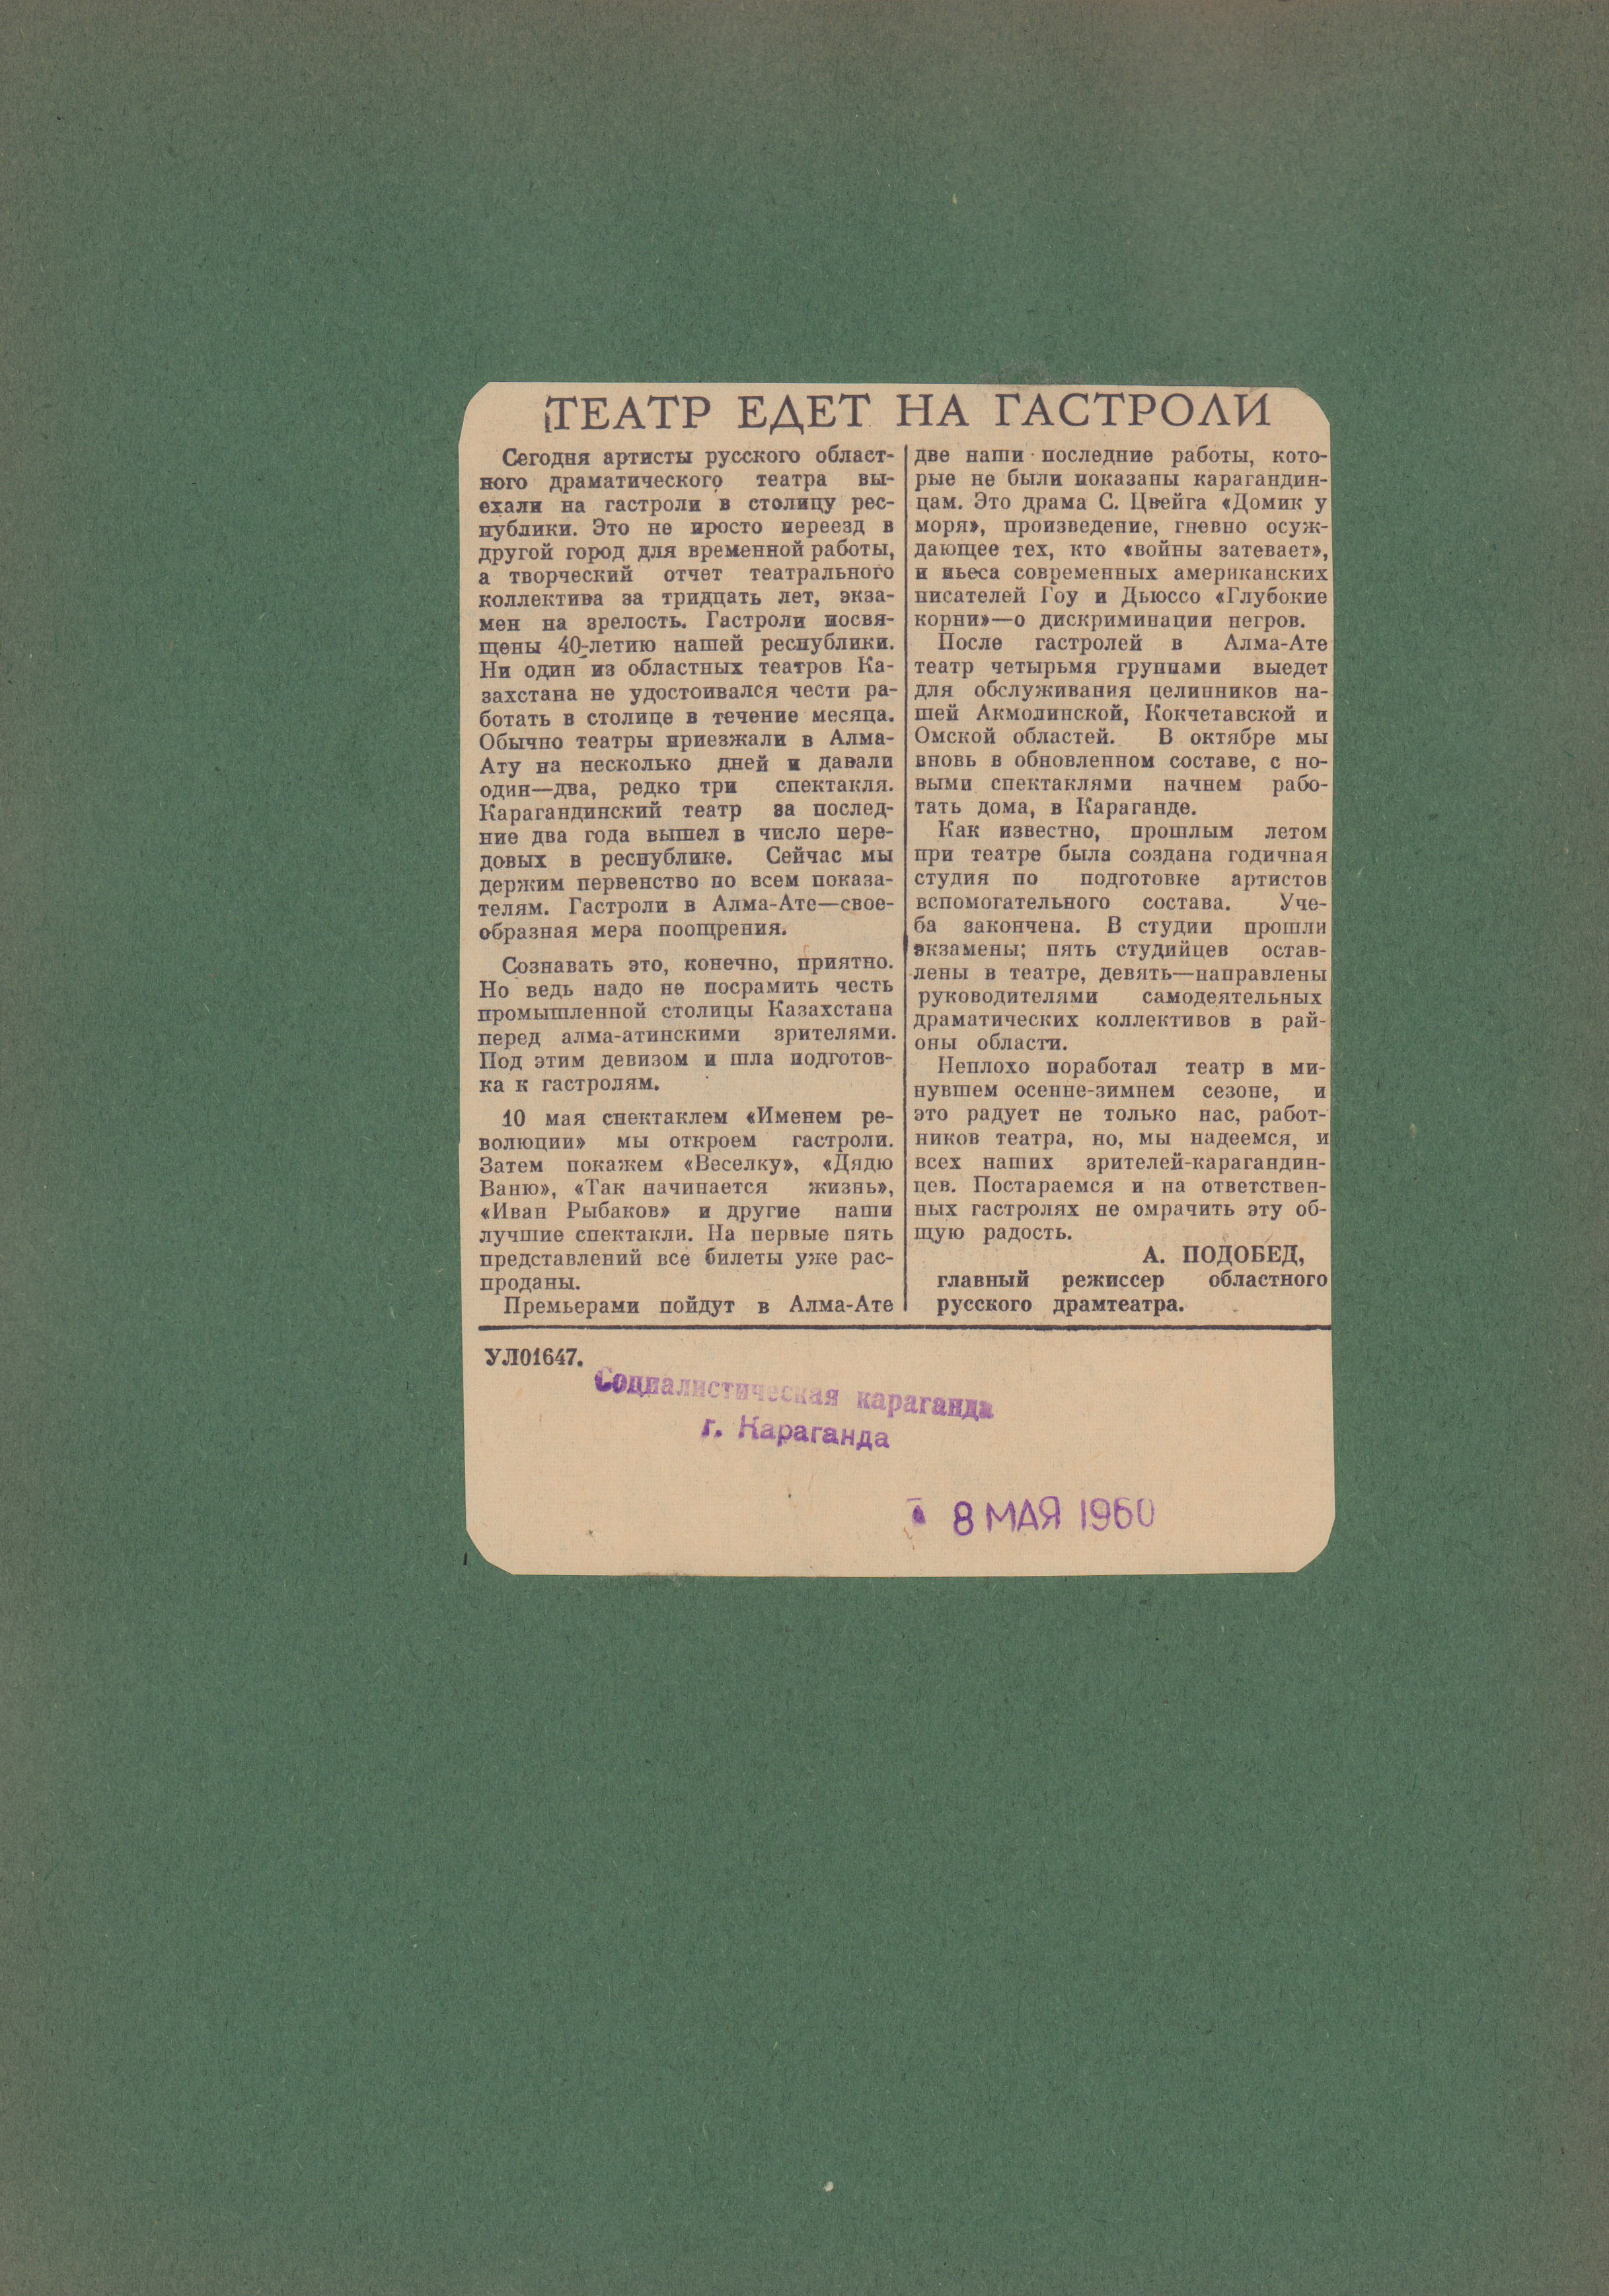 ТЕАТР ЕДЕТ НА ГАСТРОЛИ
Сегодня артисты русского област-
ного драматического театра вы-
ехали на гастроли в столицу рес-
публики. Это не просто переезд в
другой город для временной работы,
а творческий отчет театрального
коллектива за тридцать лет, экза-
мен на зрелость. Гастроли посвя-
щены 40-летию нашей республики.
Ни один из областных театров Ка-
захстана не удостоивался чести ра-
ботать в столице в течение месяца.
Обычно театры приезжали в Алма-
Ату на несколько дней и давали
один—два, редко три спектакля.
Карагандинский театр за послед-
ние два года вышел в число пере-
довых в республике. Сейчас мы
держим первенство по всем показа-
телям. Гастроли в Алма-Ате—свое-
образная мера поощрения.
Сознавать это, конечно, приятно.
Но ведь надо не посрамить честь
промышленной столицы Казахстана
перед алма-атинскими зрителями.
Под этим девизом и шла подготов-
ка к гастролям.
10 мая спектаклем «Именем ре-
волюции» мы откроем гастроли.
Затем покажем «Веселку», «Дядю
Ваню», «Так начинается жизнь»,
«Иван Рыбаков» и другие наши
лучшие спектакли. На первые пять
представлений все билеты уже рас-
проданы.
Премьерами пойдут в Алма-Ате
две наши последние работы, кото-
рые не были показаны карагандин-
цам. Это драма С. Цвейга «Домик у
моря», произведение, гневно осуж-
дающее тех, кто «войны затевает»,
и пьеса современных американских
писателей Гоу и Дьюссо «Глубокие
корни»—о дискриминации негров.
После гастролей в Алма-Ате
театр четырьмя группами выедет
для обслуживания целинников на-
шей Акмолинской, Кокчетавской и
Омской областей. В октябре мы
вновь в обновленном составе, с но-
выми спектаклями начнем рабо-
тать дома, в Караганде.
Как известно, прошлым летом
при театре была создана годичная
студия по подготовке артистов
вспомогательного состава. Уче-
ба закончена. В студии прошли
экзамены; пять студийцев остав-
лены в театре, девять—направлены
руководителями самодеятельных
драматических коллективов в рай-
оны области.
Неплохо поработал театр в ми-
нувшем осенне-зимнем сезоне, и
это радует не только нас, работ-
ников театра, но, мы надеемся, и
всех наших зрителей-карагандин-
цев. Постараемся и на ответствен-
ных гастролях не омрачить эту об-
щую радость.
А. ПОДОБЕД,
главный режиссер областного
русского драмтеатра.
УЛ01647.
Социалистическая караганда
г. Караганда
8 МАЯ 1960